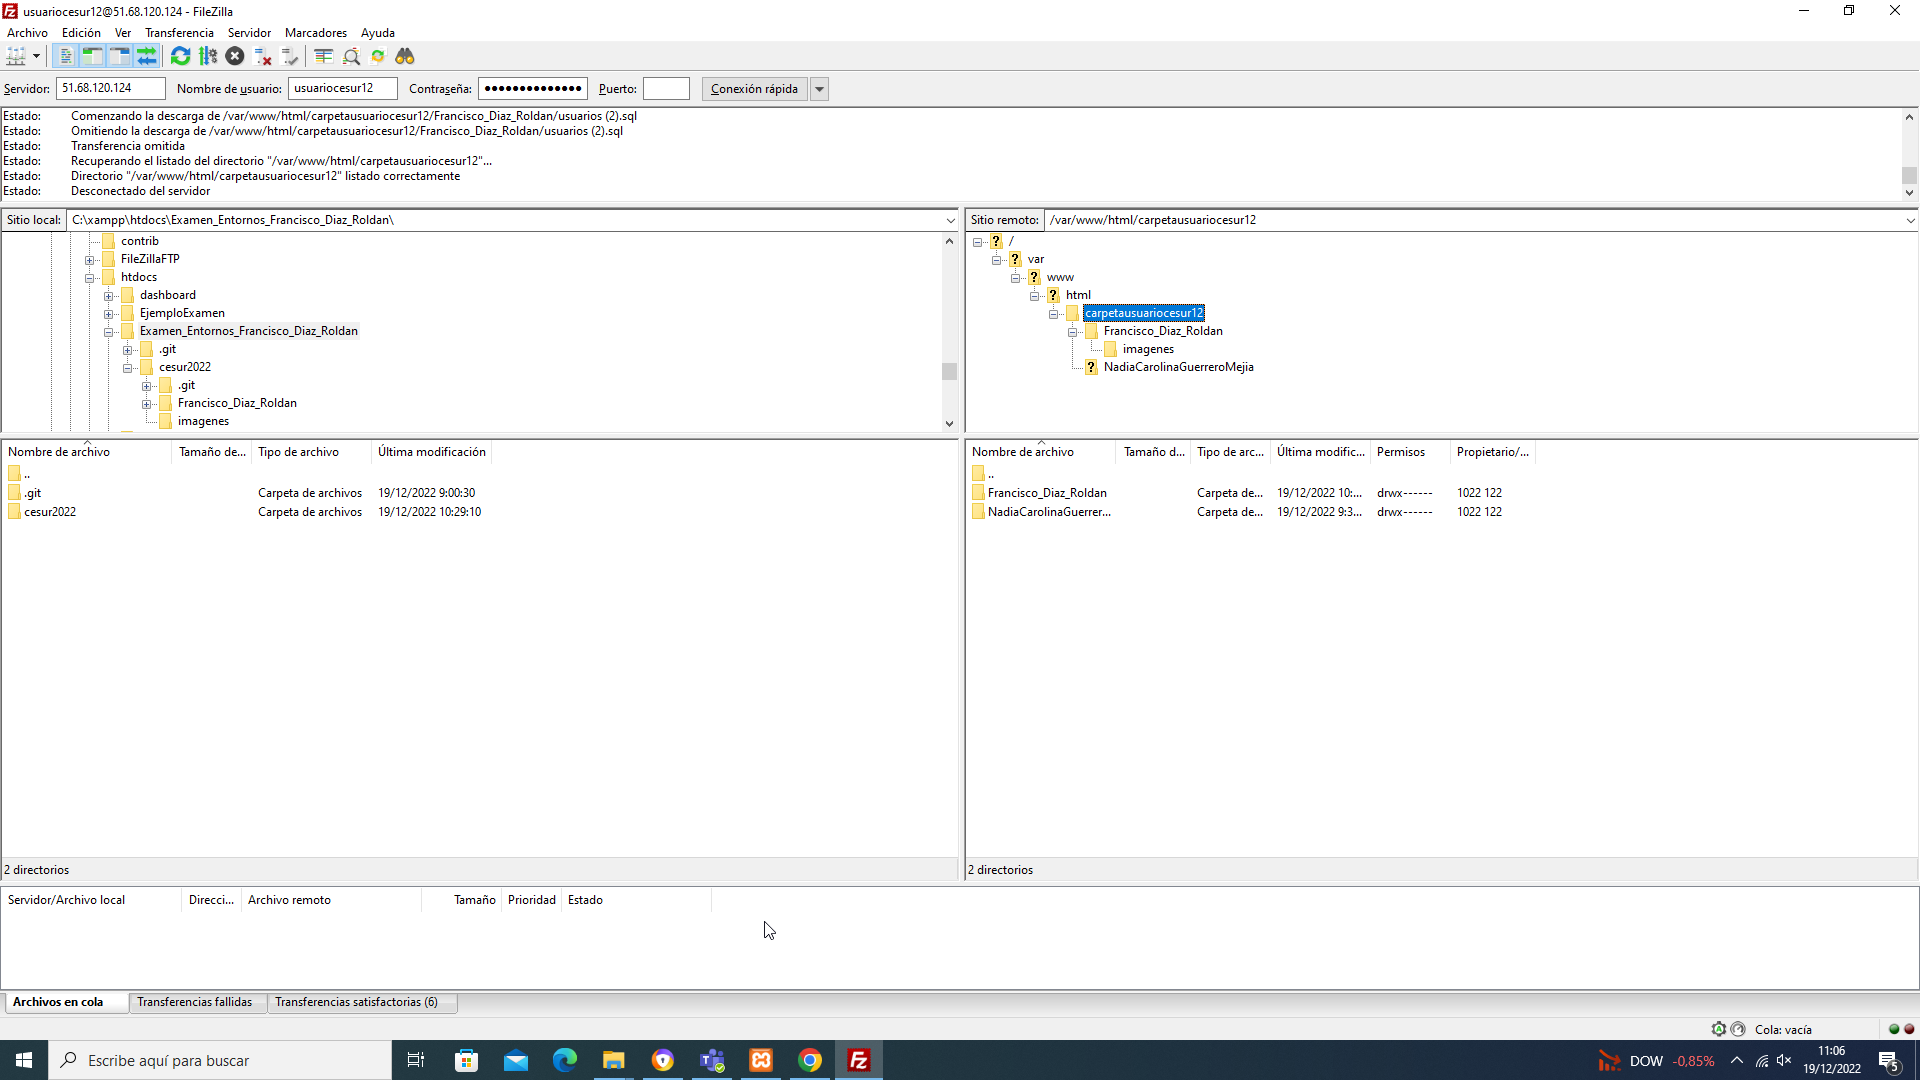 usuariocesur12@51.68.120.124 - FileZilla
Archivo Edición Ver Transferencia Servidor Marcadores Ayuda
Servidor: 51.68.120.124 Nombre de usuario: usuariocesur12 Contraseña: ●●●●●●●●●●●●●● Puerto: Conexión rápida
Estado: Comenzando la descarga de /var/www/html/carpetausuariocesur12/Francisco_Diaz_Roldan/usuarios (2).sql
Estado: Omitiendo la descarga de /var/www/html/carpetausuariocesur12/Francisco_Diaz_Roldan/usuarios (2).sql
Estado: Transferencia omitida
Estado: Recuperando el listado del directorio "/var/www/html/carpetausuariocesur12"...
Estado: Directorio "/var/www/html/carpetausuariocesur12" listado correctamente
Estado: Desconectado del servidor
Sitio local: C:\xampp\htdocs\Examen_Entornos_Francisco_Diaz_Roldan\
contrib
FileZillaFTP
htdocs
dashboard
EjemploExamen
Examen_Entornos_Francisco_Diaz_Roldan
.git
cesur2022
.git
Francisco_Diaz_Roldan
imagenes
Sitio remoto: /var/www/html/carpetausuariocesur12
/
var
www
html
carpetausuariocesur12
Francisco_Diaz_Roldan
imagenes
NadiaCarolinaGuerreroMejia
Nombre de archivo Tamaño de... Tipo de archivo Última modificación
..
.git Carpeta de archivos 19/12/2022 9:00:30
cesur2022 Carpeta de archivos 19/12/2022 10:29:10
2 directorios
Nombre de archivo Tamaño d... Tipo de arc... Última modific... Permisos Propietario/...
..
Francisco_Diaz_Roldan Carpeta de... 19/12/2022 10:... drwx------ 1022 122
NadiaCarolinaGuerrer... Carpeta de... 19/12/2022 9:3... drwx------ 1022 122
2 directorios
Servidor/Archivo local Direcci... Archivo remoto Tamaño Prioridad Estado
Archivos en cola Transferencias fallidas Transferencias satisfactorias (6)
Cola: vacía
Escribe aquí para buscar
DOW -0,85%
11:06
19/12/2022
5